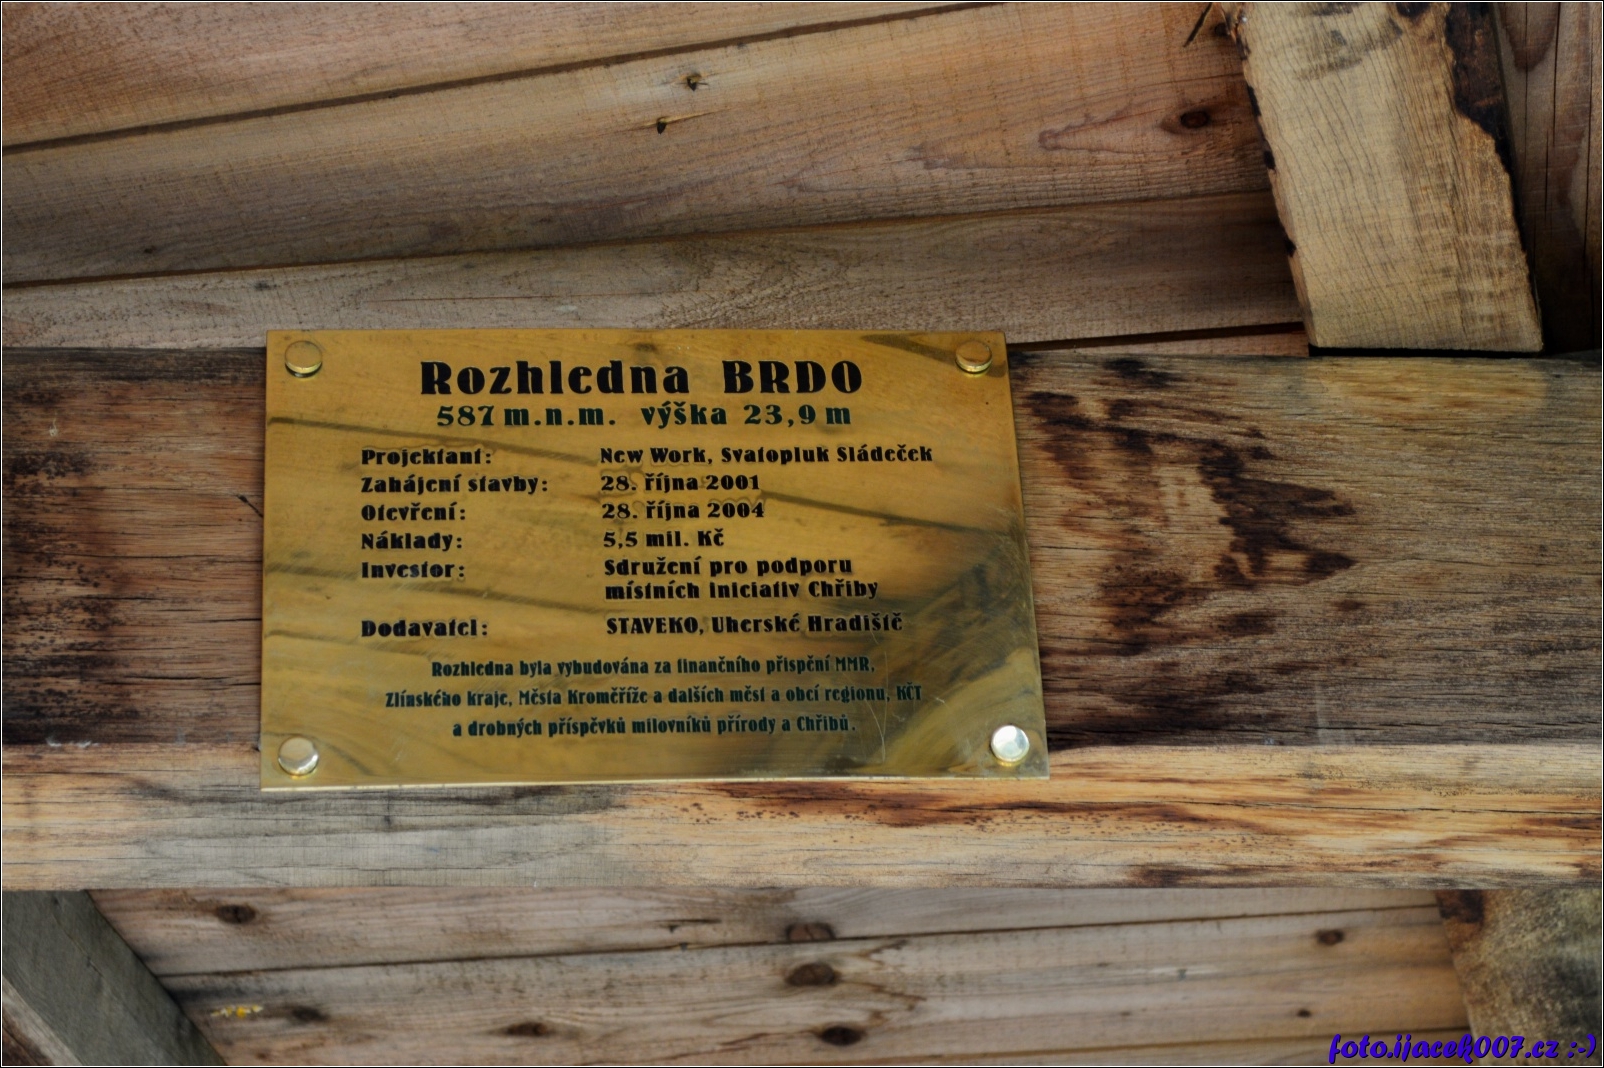 Rozhledna BRDO
587 m.n.m. výška 23,9 m
Projektant: New Work, Svatopluk Sládeček
Zahájení stavby: 28. října 2001
Otevření: 28. října 2004
Náklady: 5,5 mil. Kč
Investor: Sdružení pro podporu
místních iniciativ Chřiby
Dodavatel: STAVEKO, Uherské Hradiště
Rozhledna byla vybudována za finančního přispění MMR,
Zlínského kraje, Města Kroměříže a dalších měst a obcí regionu, KČT
a drobných příspěvků milovníků přírody a Chřibů.
foto.ijacek007.cz :-)